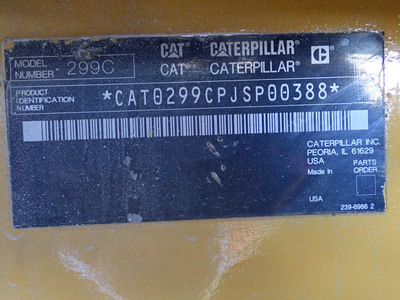 CAT CATERPILLAR C
CAT CATERPILLAR
MODEL NUMBER 299C
PRODUCT IDENTIFICATION NUMBER *CAT0299CPJSP00388*
CATERPILLAR INC.
PEORIA, IL 61629
USA
Made In
PARTS ORDER
USA
239-6986 2